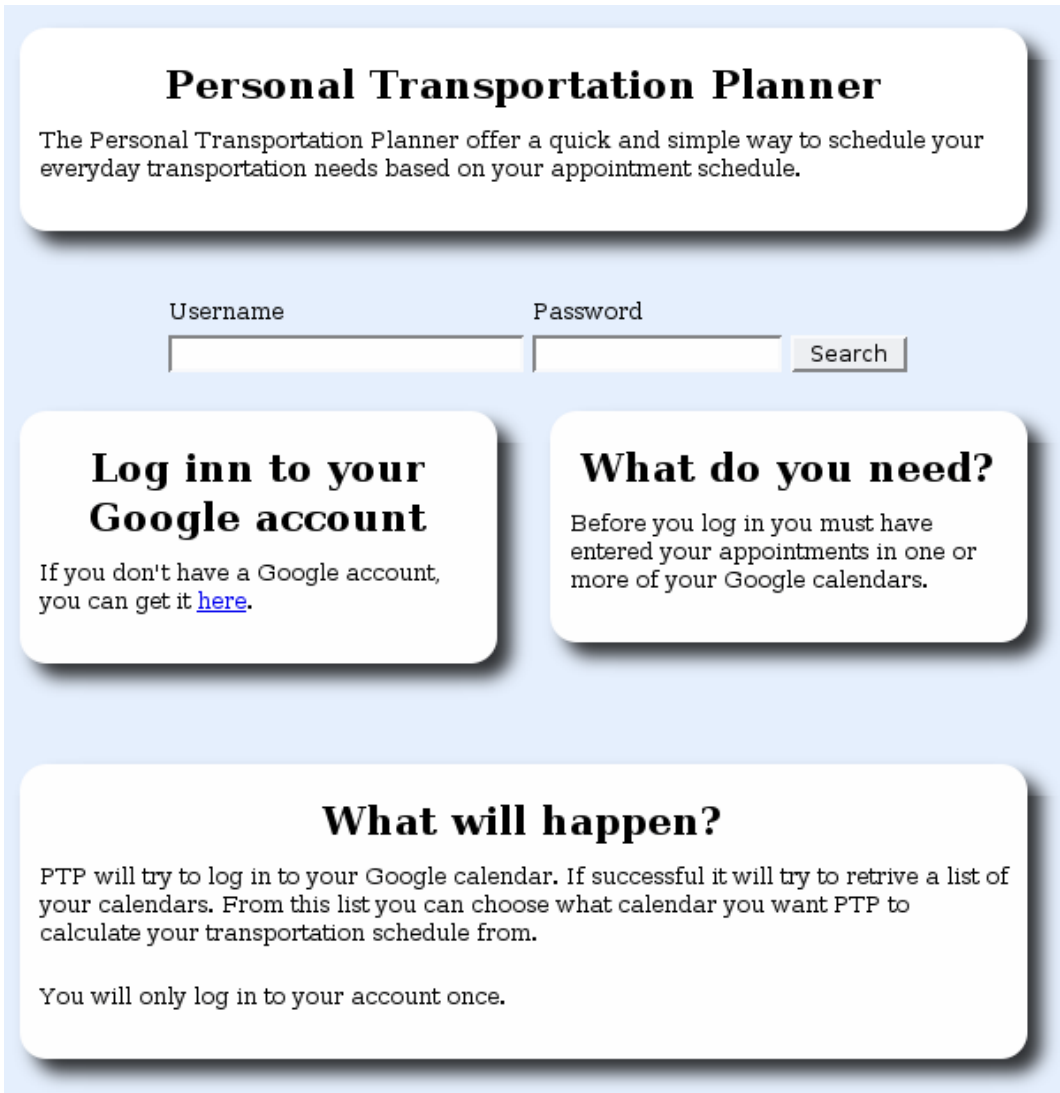 Personal Transportation Planner
The Personal Transportation Planner offer a quick and simple way to schedule your
everyday transportation needs based on your appointment schedule.
Username Password
Search
Log inn to your
Google account
If you don't have a Google account,
you can get it here.
What do you need?
Before you log in you must have
entered your appointments in one or
more of your Google calendars.
What will happen?
PTP will try to log in to your Google calendar. If successful it will try to retrive a list of
your calendars. From this list you can choose what calendar you want PTP to
calculate your transportation schedule from.
You will only log in to your account once.